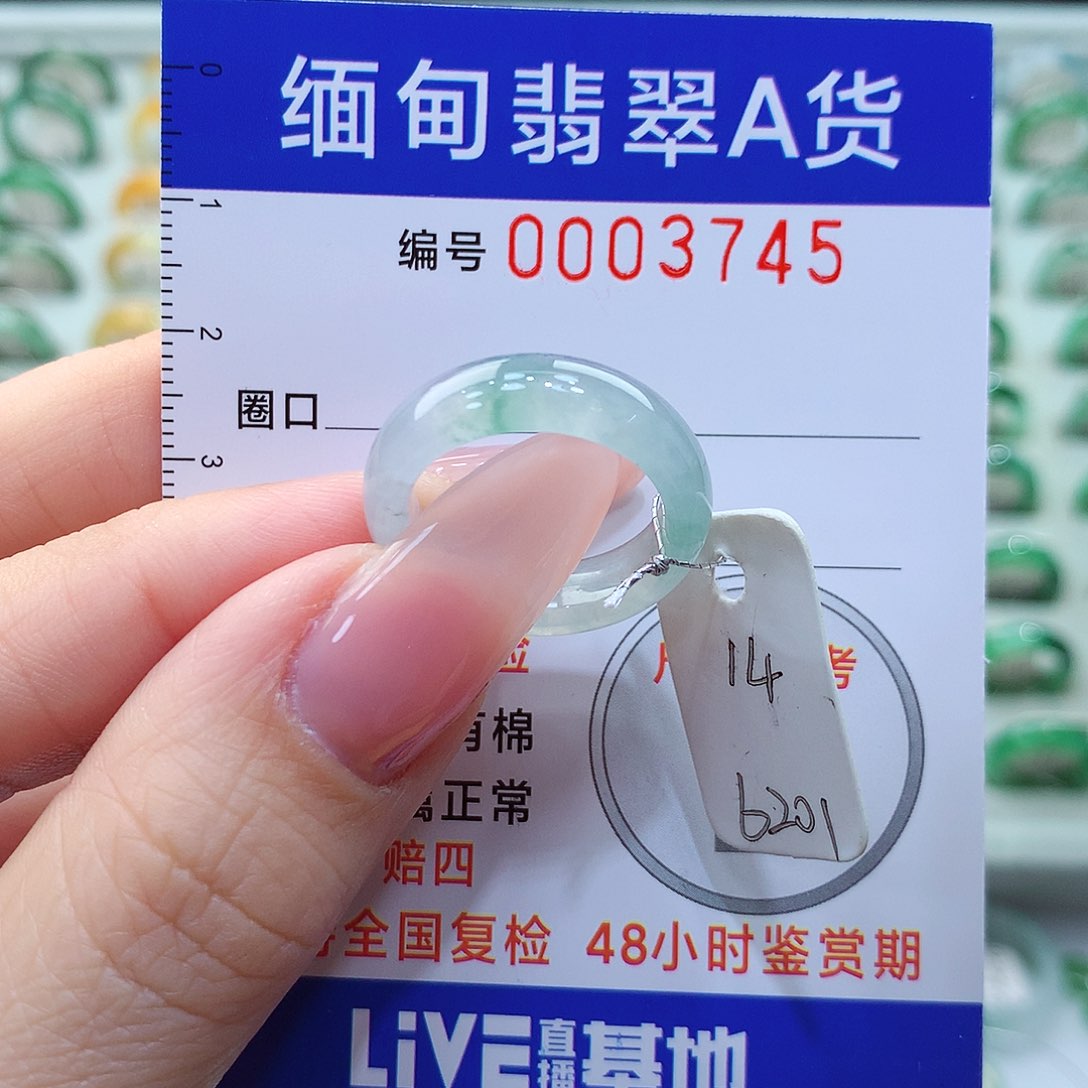 0
缅甸翡翠A货
1
编号 0003745
2
圈口
3
检
考
14
有棉
6201
正常
赔四
全国复检 48小时鉴赏期
LIVE直播基地